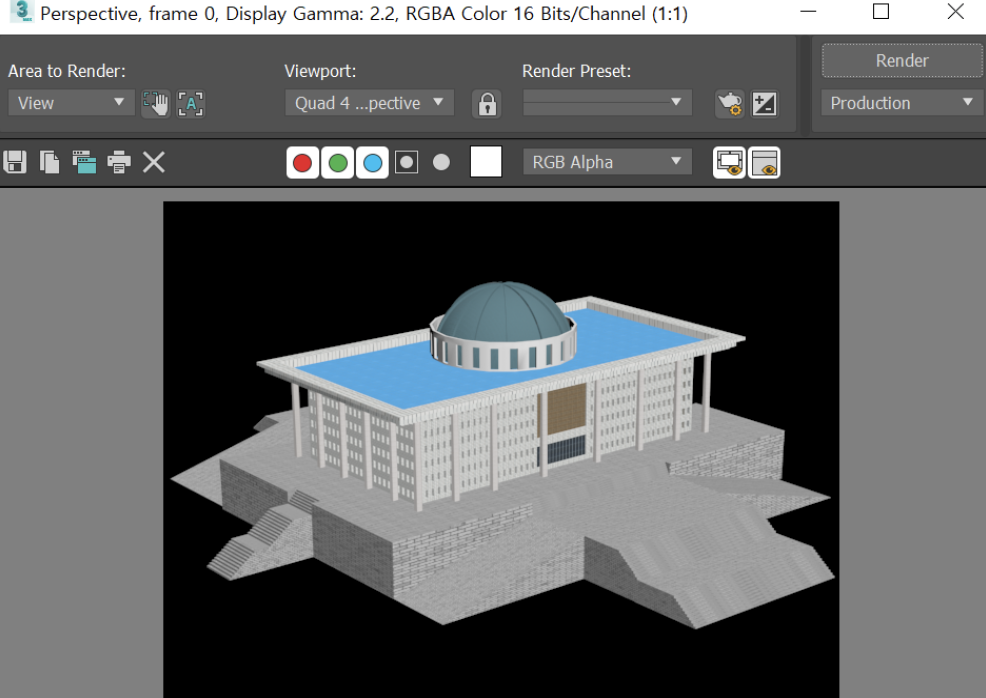 Perspective, frame 0, Display Gamma: 2.2, RGBA Color 16 Bits/Channel (1:1)
Area to Render:
Viewport:
Render Preset:
Render
View
Quad 4 ...pective
Production
RGB Alpha